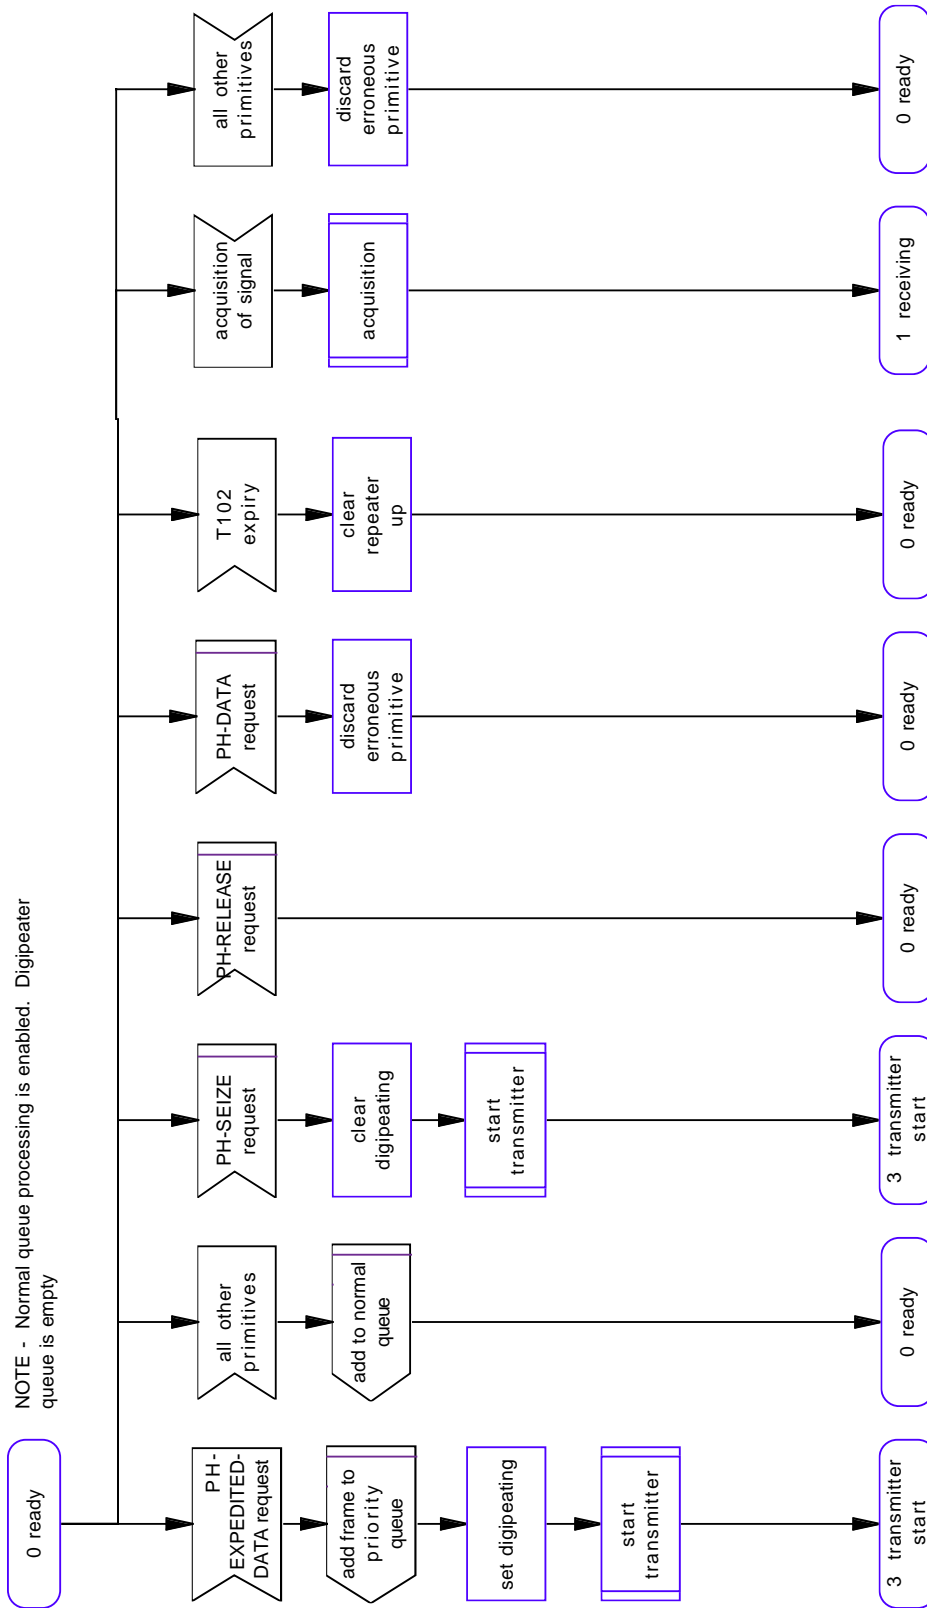 NOTE - Normal queue processing is enabled. Digipeater
queue is empty
0 ready
PH-
EXPEDITED-
DATA request
add frame to
priority
queue
set digipeating
start
transmitter
3 transmitter
start
all other
primitives
add to normal
queue
0 ready
PH-SEIZE
request
clear
digipeating
start
transmitter
3 transmitter
start
PH-RELEASE
request
0 ready
PH-DATA
request
discard
erroneous
primitive
0 ready
T102
expiry
clear
repeater
up
0 ready
acquisition
of signal
acquisition
1 receiving
all other
primitives
discard
erroneous
primitive
0 ready